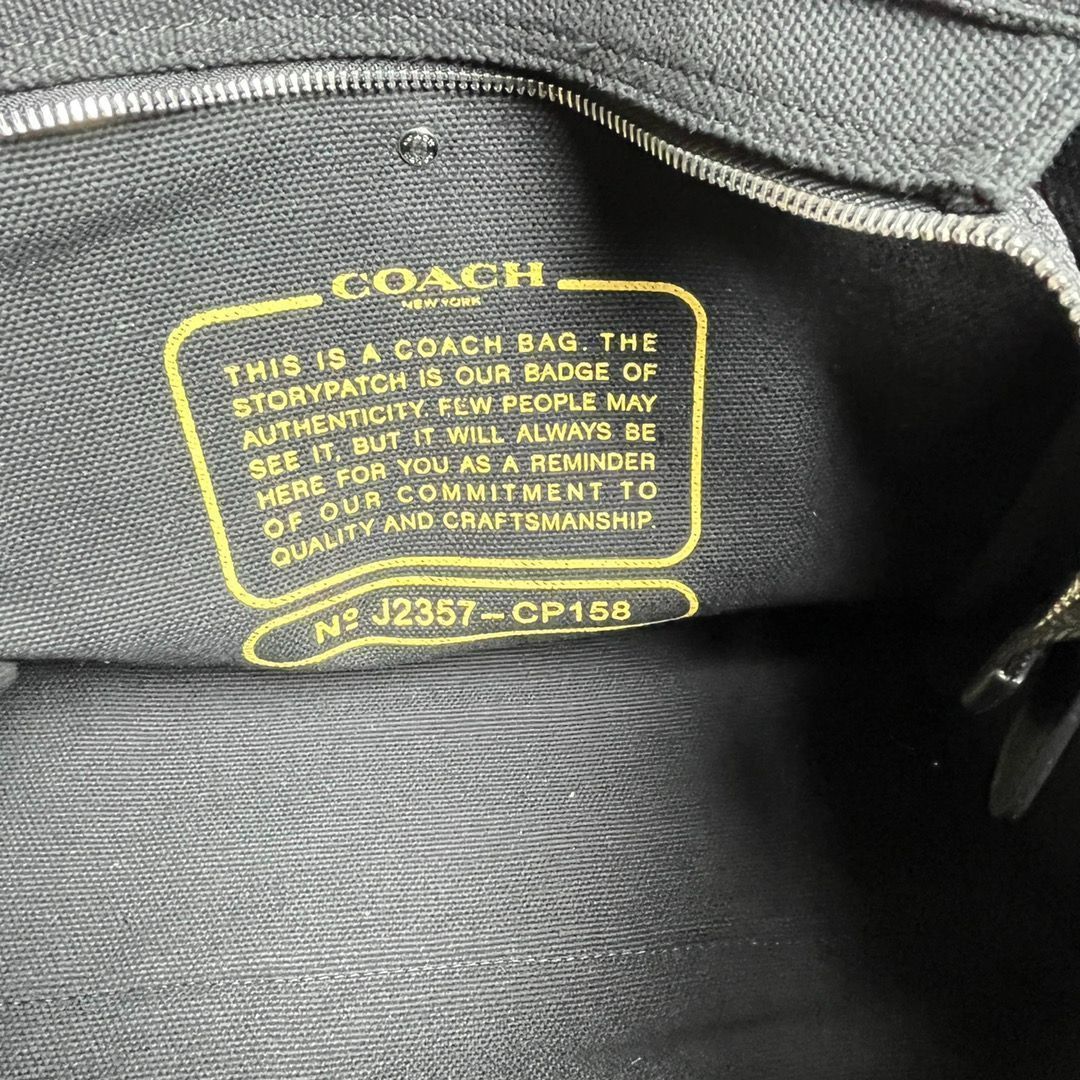 COACH
NEW YORK
THIS IS A COACH BAG. THE
STORYPATCH IS OUR BADGE OF
AUTHENTICITY. FEW PEOPLE MAY
SEE IT, BUT IT WILL ALWAYS BE
HERE FOR YOU AS A REMINDER
OF OUR COMMITMENT TO
QUALITY AND CRAFTSMANSHIP.
Nº J2357-CP158